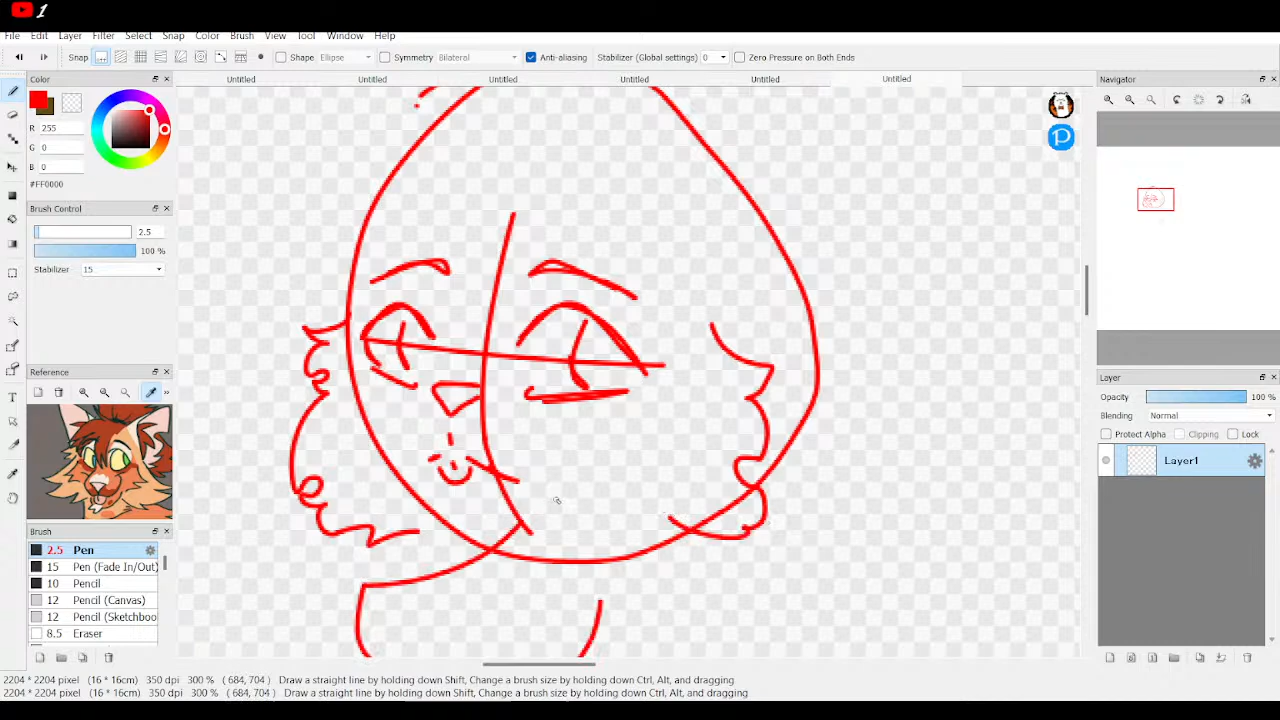 1
File Edit Layer Filter Select Snap Color Brush View Tool Window Help
Snap Shape Ellipse Symmetry Bilateral Anti-aliasing Stabilizer (Global settings) 0 Zero Pressure on Both Ends
Color
Untitled Untitled Untitled Untitled Untitled Untitled
Navigator
R 255
G 0
B 0
#FF0000
Brush Control
2.5
100 %
Stabilizer 15
Reference
Brush
2.5 Pen
15 Pen (Fade In/Out)
10 Pencil
12 Pencil (Canvas)
12 Pencil (Sketchboo
8.5 Eraser
Layer
Opacity 100 %
Blending Normal
Protect Alpha Clipping Lock
Layer1
2204 * 2204 pixel (16 * 16cm) 350 dpi 300 % ( 684, 704 ) Draw a straight line by holding down Shift, Change a brush size by holding down Ctrl, Alt, and dragging
2204 * 2204 pixel (16 * 16cm) 350 dpi 300 % ( 684, 704 ) Draw a straight line by holding down Shift, Change a brush size by holding down Ctrl, Alt, and dragging